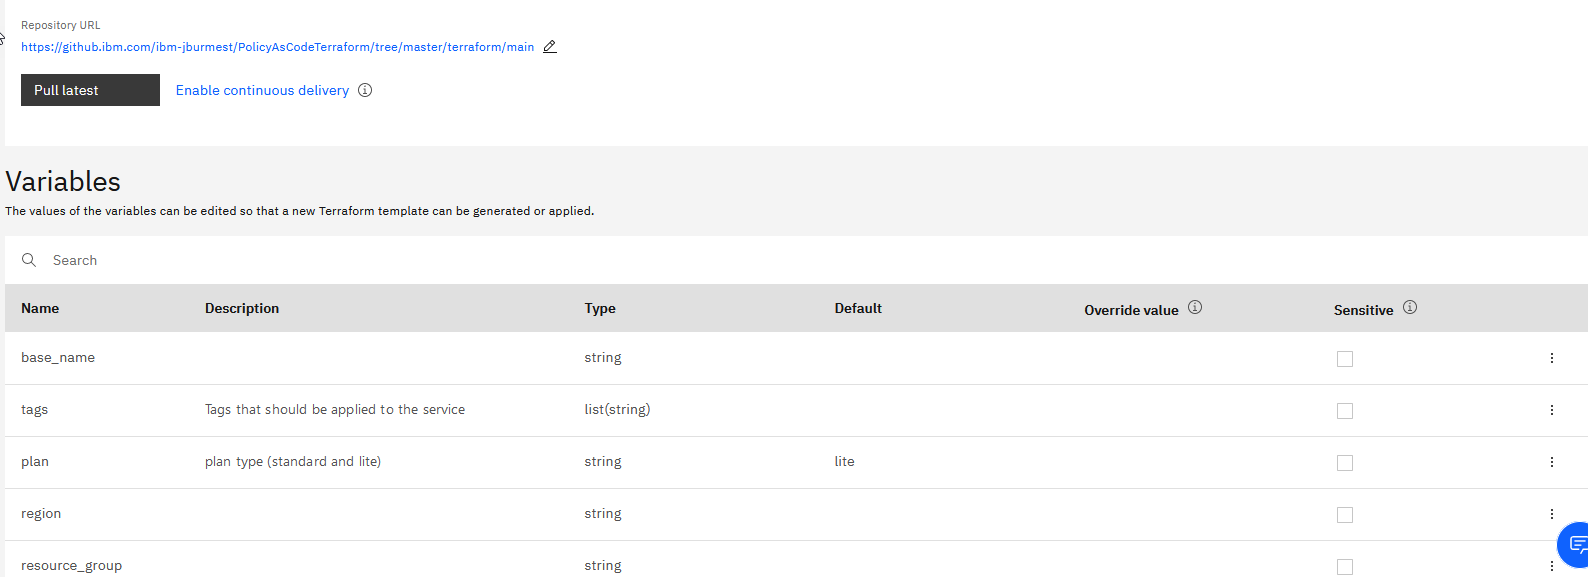 Repository URL
https://github.ibm.com/ibm-jburmest/PolicyAsCodeTerraform/tree/master/terraform/main
Pull latest Enable continuous delivery
Variables
The values of the variables can be edited so that a new Terraform template can be generated or applied.
Search
Name Description Type Default Override value Sensitive
base_name string
tags Tags that should be applied to the service list(string)
plan plan type (standard and lite) string lite
region string
resource_group string